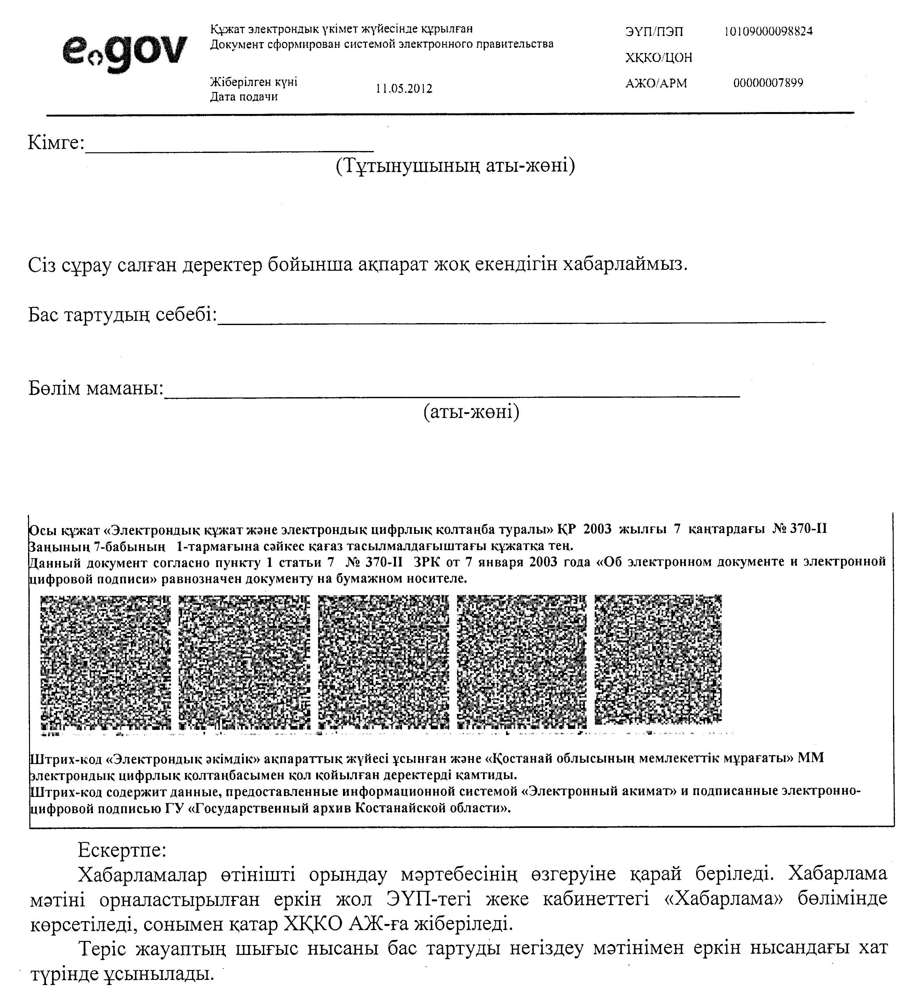 e.gov
Құжат электрондық үкімет жүйесінде құрылған
Документ сформирован системой электронного правительства
Жіберілген күні
Дата подачи
11.05.2012
ЭҮП/ПЭП 10109000098824
ХҚКО/ЦОН
АЖО/АРМ 00000007899
Кімге:
(Тұтынушының аты-жөні)
Сіз сұрау салған деректер бойынша ақпарат жоқ екендігін хабарлаймыз.
Бас тартудың себебі:
Бөлім маманы:
(аты-жөні)
Осы құжат «Электрондық құжат және электрондық цифрлық қолтаңба туралы» ҚР 2003 жылғы 7 қаңтардағы № 370-II
Заңының 7-бабының 1-тармағына сәйкес қағаз тасылмалдағыштағы құжатқа тең.
Данный документ согласно пункту 1 статьи 7 № 370-II ЗРК от 7 января 2003 года «Об электронном документе и электронной
цифровой подписи» равнозначен документу на бумажном носителе.
Штрих-код «Электрондық әкімдік» ақпараттық жүйесі ұсынған және «Қостанай облысының мемлекеттік мұрағаты» ММ
электрондық цифрлық қолтаңбасымен қол қойылған деректерді қамтиды.
Штрих-код содержит данные, предоставленные информационной системой «Электронный акимат» и подписанные электронно-
цифровой подписью ГУ «Государственный архив Костанайской области».
Ескертпе:
Хабарламалар өтінішті орындау мәртебесінің өзгеруіне қарай беріледі. Хабарлама
мәтіні орналастырылған еркін жол ЭҮП-тегі жеке кабинеттегі «Хабарлама» бөлімінде
көрсетіледі, сонымен қатар ХҚКО АЖ-ға жіберіледі.
Теріс жауаптың шығыс нысаны бас тартуды негіздеу мәтінімен еркін нысандағы хат
түрінде ұсынылады.